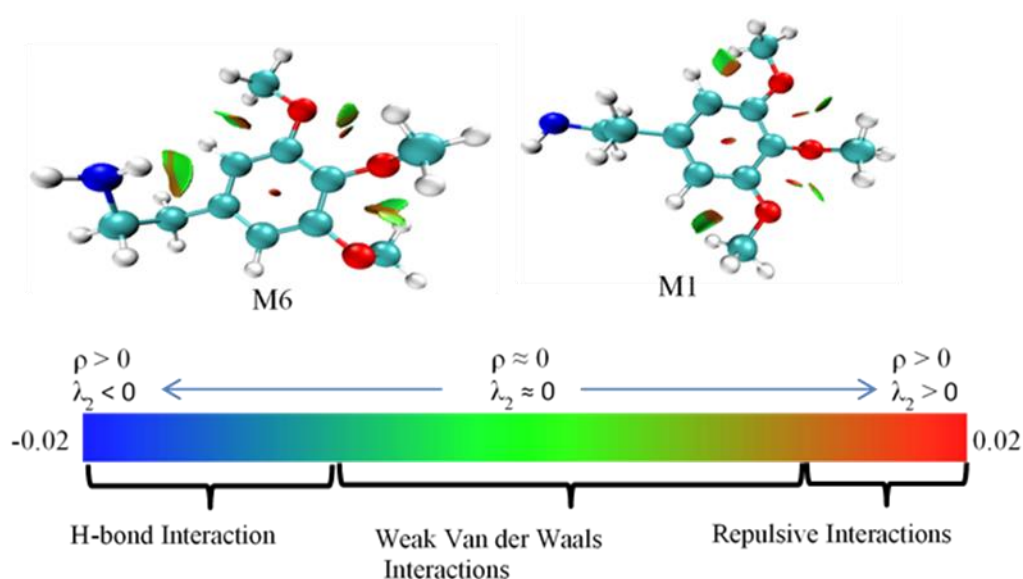 M6
M1
ρ > 0
λ₂ < 0
ρ ≈ 0
λ₂ ≈ 0
ρ > 0
λ₂ > 0
-0.02
0.02
H-bond Interaction
Weak Van der Waals
Interactions
Repulsive Interactions